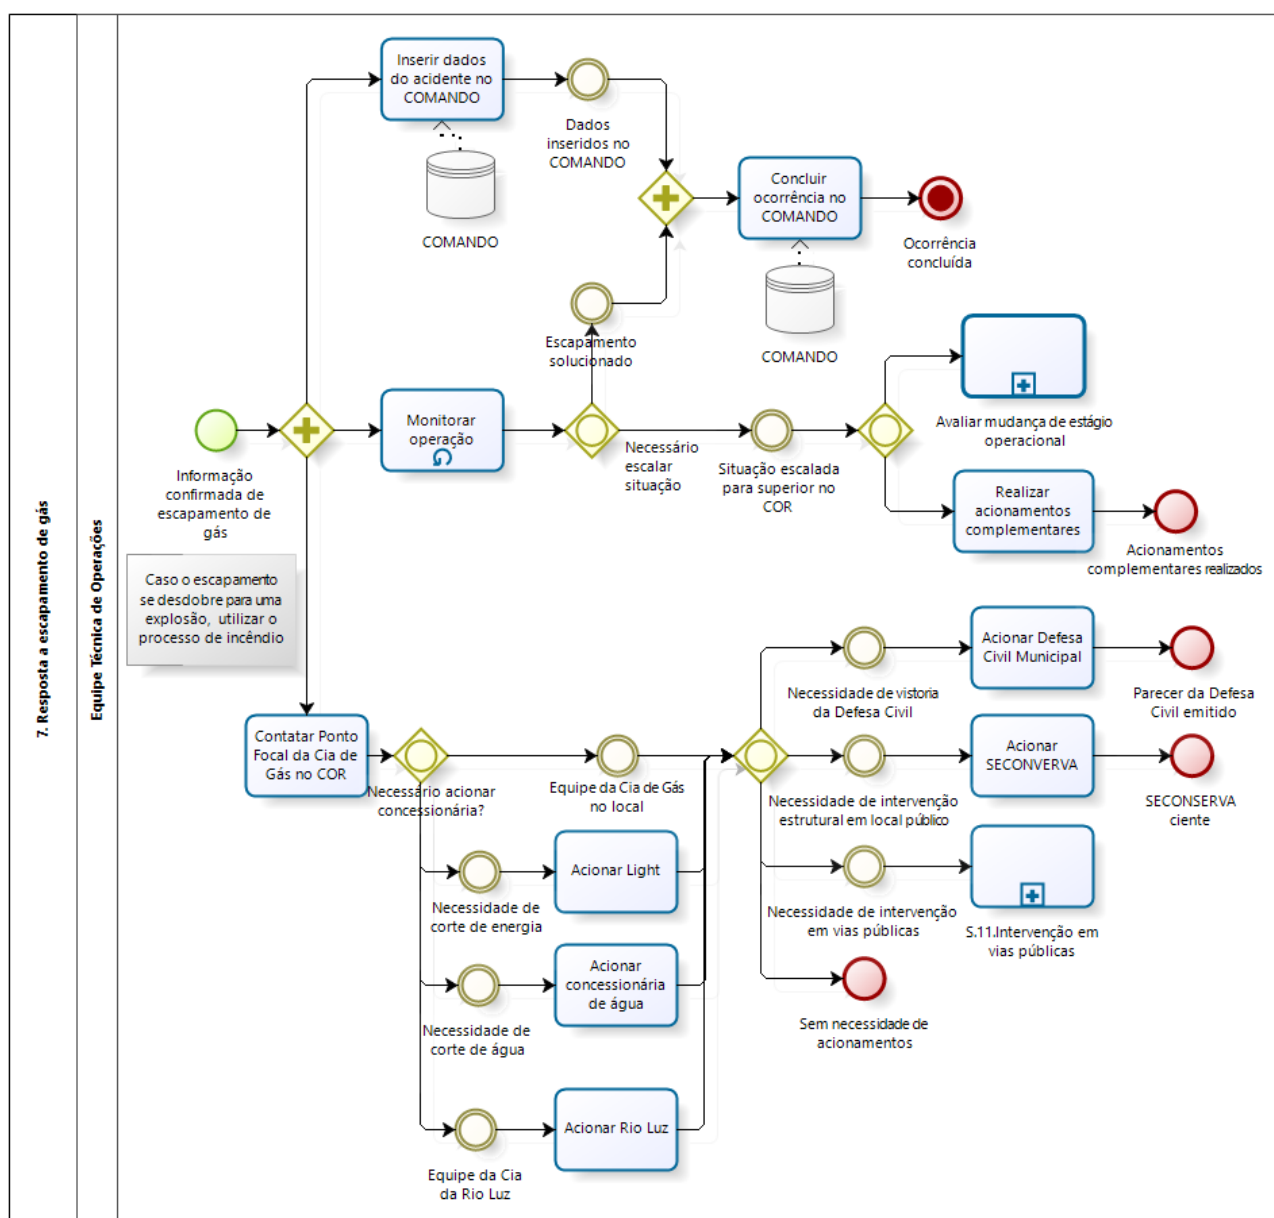 7. Resposta a escapamento de gás
Equipe Técnica de Operações
Inserir dados
do acidente no
COMANDO
Dados
inseridos no
COMANDO
COMANDO
Concluir
ocorrência no
COMANDO
Ocorrência
concluída
COMANDO
Escapamento
solucionado
Informação
confirmada de
escapamento de
gás
Monitorar
operação
Necessário
escalar
situação
Situação escalada
para superior no
COR
Avaliar mudança de estágio
operacional
Realizar
acionamentos
complementares
Acionamentos
complementares realizados
Caso o escapamento
se desdobre para uma
explosão, utilizar o
processo de incêndio
Contatar Ponto
Focal da Cia de
Gás no COR
Necessário acionar
concessionária?
Equipe da Cia de Gás
no local
Necessidade de vistoria
da Defesa Civil
Acionar Defesa
Civil Municipal
Parecer da Defesa
Civil emitido
Necessidade de intervenção
estrutural em local público
Acionar
SECONVERVA
SECONSERVA
ciente
Necessidade de
corte de energia
Acionar Light
Necessidade de intervenção
em vias públicas
S.11.Intervenção em
vias públicas
Necessidade de
corte de água
Acionar
concessionária
de água
Sem necessidade de
acionamentos
Equipe da Cia
da Rio Luz
Acionar Rio Luz